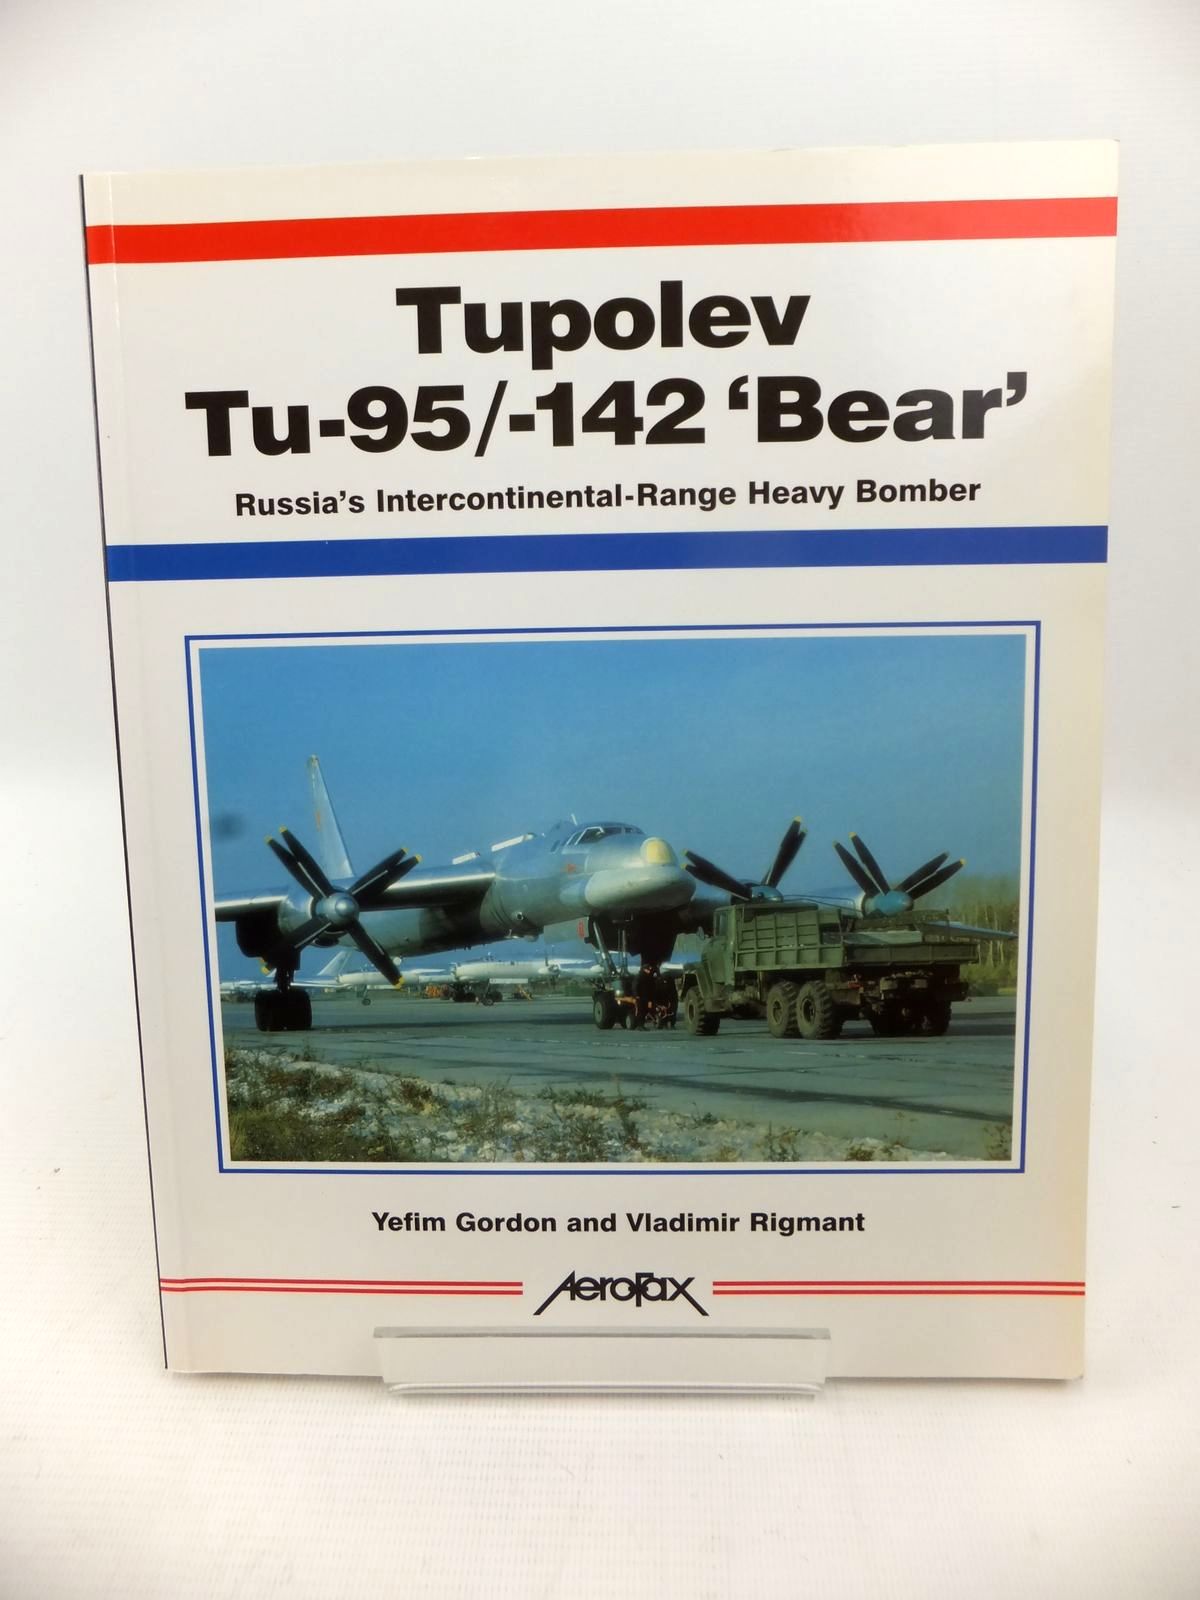 Tupolev
Tu-95/-142 ‘Bear’
Russia's Intercontinental-Range Heavy Bomber
Yefim Gordon and Vladimir Rigmant
AeroFax